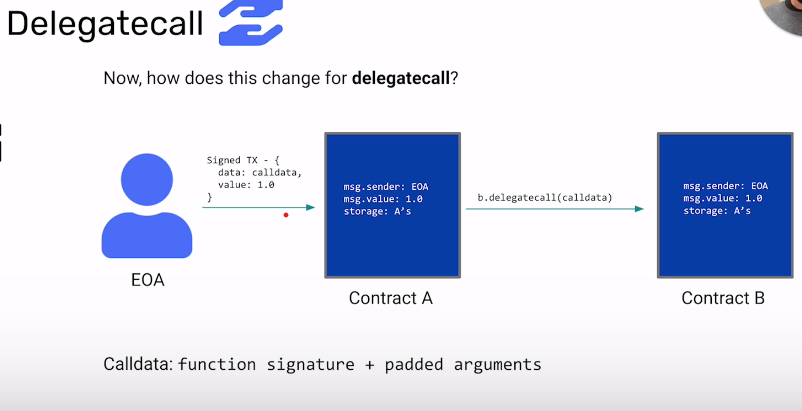 Delegatecall
Now, how does this change for delegatecall?
Signed TX - {
data: calldata,
value: 1.0
}
EOA
msg.sender: EOA
msg.value: 1.0
storage: A's
Contract A
b.delegatecall(calldata)
msg.sender: EOA
msg.value: 1.0
storage: A's
Contract B
Calldata: function signature + padded arguments